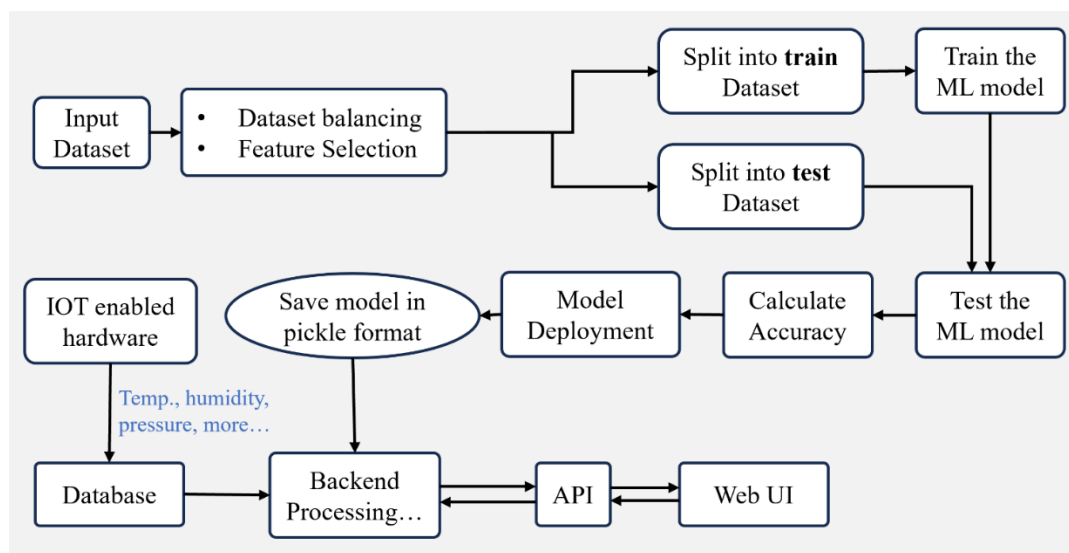 Split into train
Dataset
Train the
ML model
Input
Dataset
• Dataset balancing
• Feature Selection
Split into test
Dataset
IOT enabled
hardware
Save model in
pickle format
Model
Deployment
Calculate
Accuracy
Test the
ML model
Temp., humidity,
pressure, more…
Database
Backend
Processing…
API
Web UI